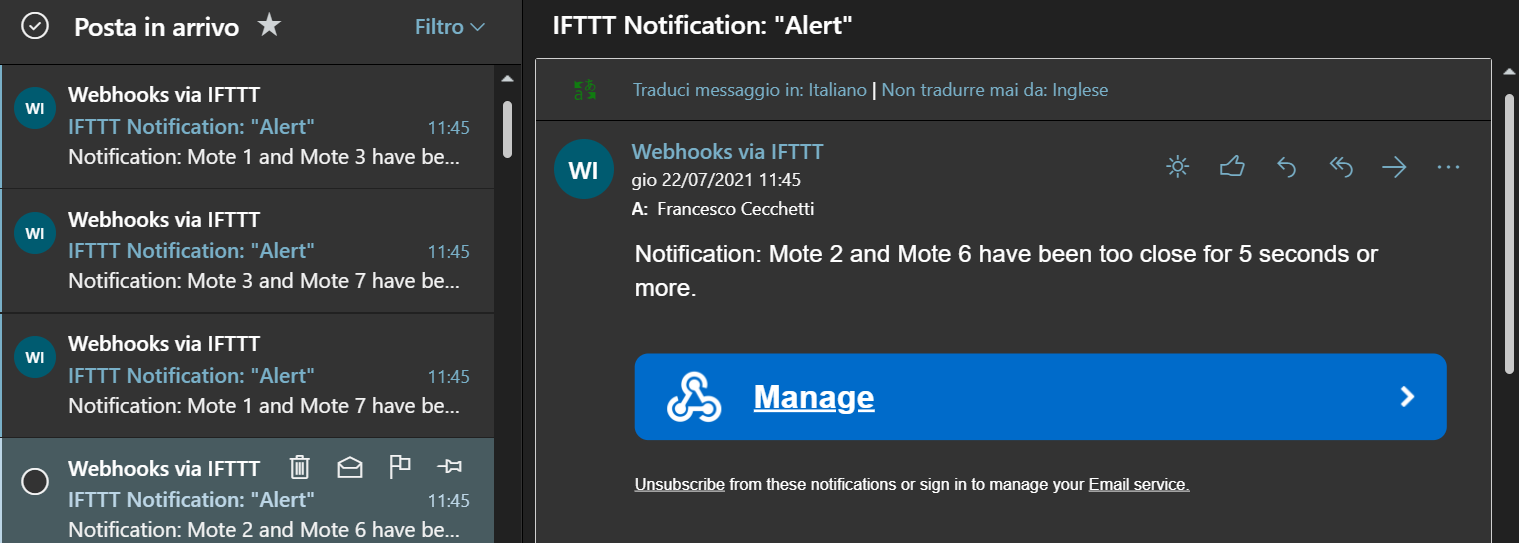 Posta in arrivo
Filtro
WI
Webhooks via IFTTT
IFTTT Notification: "Alert"
11:45
Notification: Mote 1 and Mote 3 have be...
WI
Webhooks via IFTTT
IFTTT Notification: "Alert"
11:45
Notification: Mote 3 and Mote 7 have be...
WI
Webhooks via IFTTT
IFTTT Notification: "Alert"
11:45
Notification: Mote 1 and Mote 7 have be...
Webhooks via IFTTT
IFTTT Notification: "Alert"
11:45
Notification: Mote 2 and Mote 6 have be...
IFTTT Notification: "Alert"
Traduci messaggio in: Italiano | Non tradurre mai da: Inglese
WI
Webhooks via IFTTT
gio 22/07/2021 11:45
A: Francesco Cecchetti
Notification: Mote 2 and Mote 6 have been too close for 5 seconds or
more.
Manage
Unsubscribe from these notifications or sign in to manage your Email service.